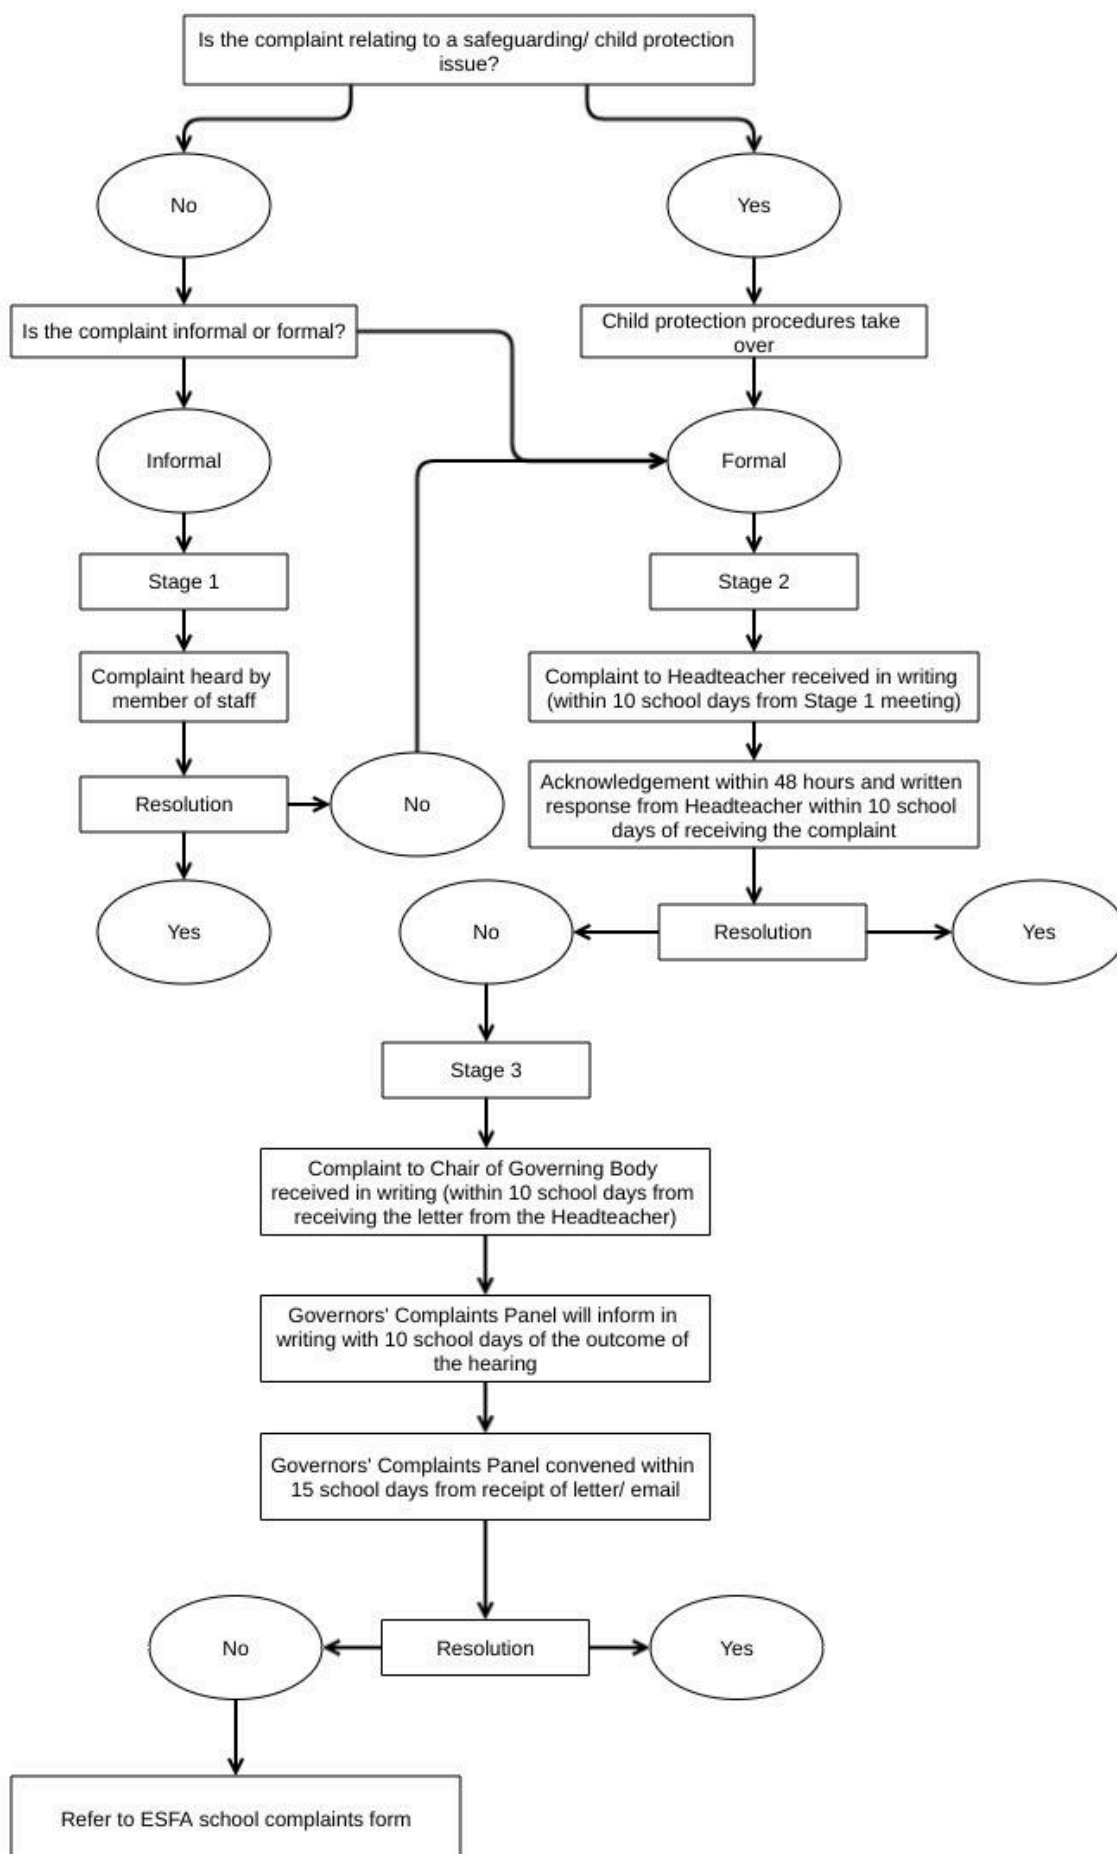 Is the complaint relating to a safeguarding/ child protection
issue?
No
Yes
Is the complaint informal or formal?
Child protection procedures take
over
Informal
Formal
Stage 1
Stage 2
Complaint heard by
member of staff
Complaint to Headteacher received in writing
(within 10 school days from Stage 1 meeting)
Resolution
No
Acknowledgement within 48 hours and written
response from Headteacher within 10 school
days of receiving the complaint
Yes
No
Resolution
Yes
Stage 3
Complaint to Chair of Governing Body
received in writing (within 10 school days from
receiving the letter from the Headteacher)
Governors' Complaints Panel will inform in
writing with 10 school days of the outcome of
the hearing
Governors' Complaints Panel convened within
15 school days from receipt of letter/ email
No
Resolution
Yes
Refer to ESFA school complaints form